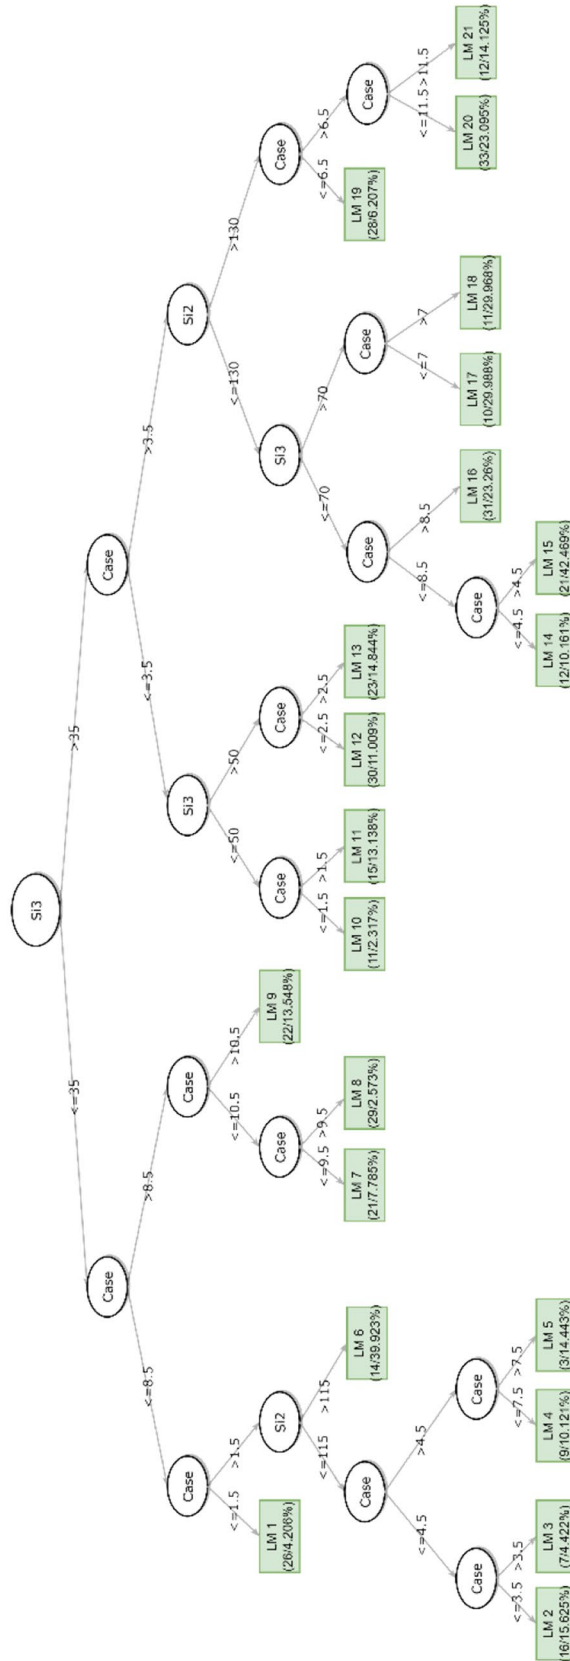 Si3
<=35
>35
Case
Case
<=8.5
>8.5
<=3.5
>3.5
Case
Case
Si3
Si2
<=1.5
>1.5
<=10.5
>10.5
<=50
>50
<=130
>130
LM 1
(26/4.206%)
Si2
Case
LM 9
(22/13.548%)
Case
Case
Si3
Case
<=115
>115
<=9.5
>9.5
<=1.5
>1.5
<=2.5
>2.5
<=70
>70
<=6.5
>6.5
Case
LM 6
(14/39.923%)
LM 7
(21/7.785%)
LM 8
(29/2.573%)
LM 10
(11/2.317%)
LM 11
(15/13.138%)
LM 12
(30/11.009%)
LM 13
(23/14.844%)
Case
Case
LM 19
(28/6.207%)
Case
<=4.5
>4.5
<=8.5
>8.5
<=7
>7
<=11.5
>11.5
Case
Case
Case
LM 16
(31/23.26%)
LM 17
(10/29.988%)
LM 18
(11/29.968%)
LM 20
(33/23.095%)
LM 21
(12/14.125%)
<=3.5
>3.5
<=7.5
>7.5
<=4.5
>4.5
LM 2
(16/15.625%)
LM 3
(7/4.422%)
LM 4
(9/10.121%)
LM 5
(3/14.443%)
LM 14
(12/10.161%)
LM 15
(21/42.469%)